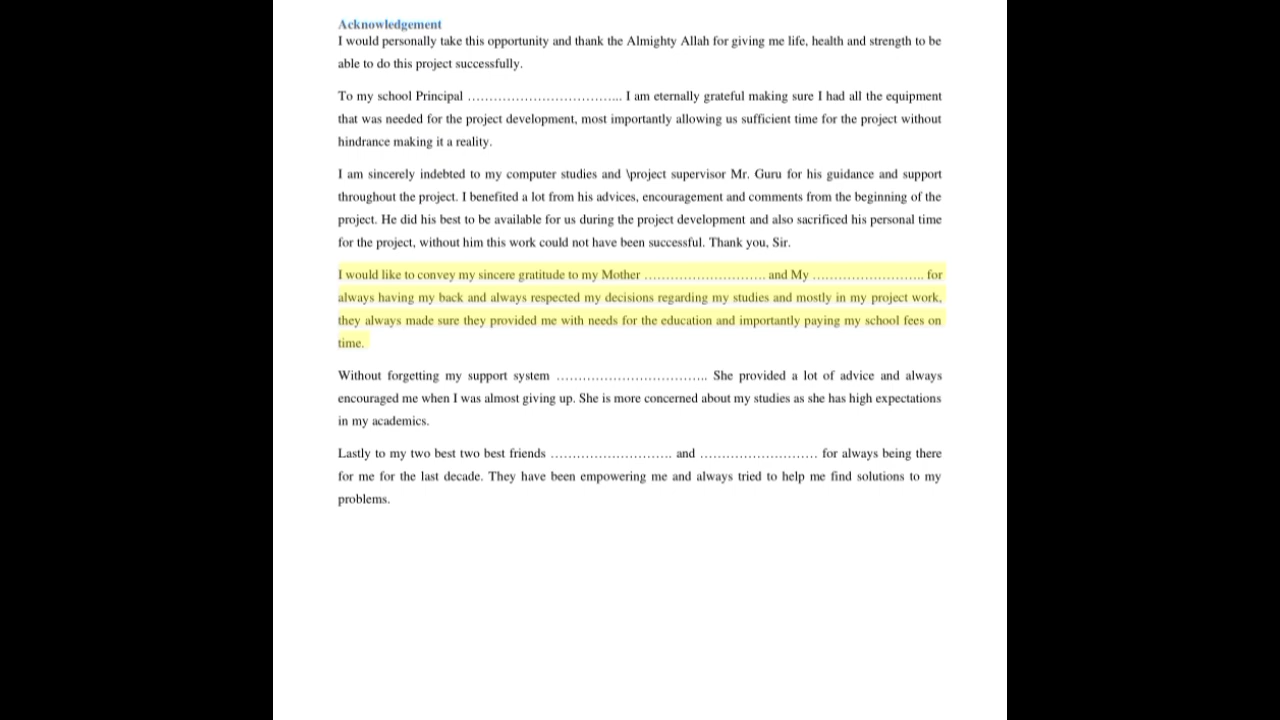 Acknowledgement
I would personally take this opportunity and thank the Almighty Allah for giving me life, health and strength to be
able to do this project successfully.
To my school Principal …………………………….. I am eternally grateful making sure I had all the equipment
that was needed for the project development, most importantly allowing us sufficient time for the project without
hindrance making it a reality.
I am sincerely indebted to my computer studies and \project supervisor Mr. Guru for his guidance and support
throughout the project. I benefited a lot from his advices, encouragement and comments from the beginning of the
project. He did his best to be available for us during the project development and also sacrificed his personal time
for the project, without him this work could not have been successful. Thank you, Sir.
I would like to convey my sincere gratitude to my Mother ………………………. and My ……………………. for
always having my back and always respected my decisions regarding my studies and mostly in my project work,
they always made sure they provided me with needs for the education and importantly paying my school fees on
time.
Without forgetting my support system …………………………….. She provided a lot of advice and always
encouraged me when I was almost giving up. She is more concerned about my studies as she has high expectations
in my academics.
Lastly to my two best two best friends ………………………. and ……………………… for always being there
for me for the last decade. They have been empowering me and always tried to help me find solutions to my
problems.